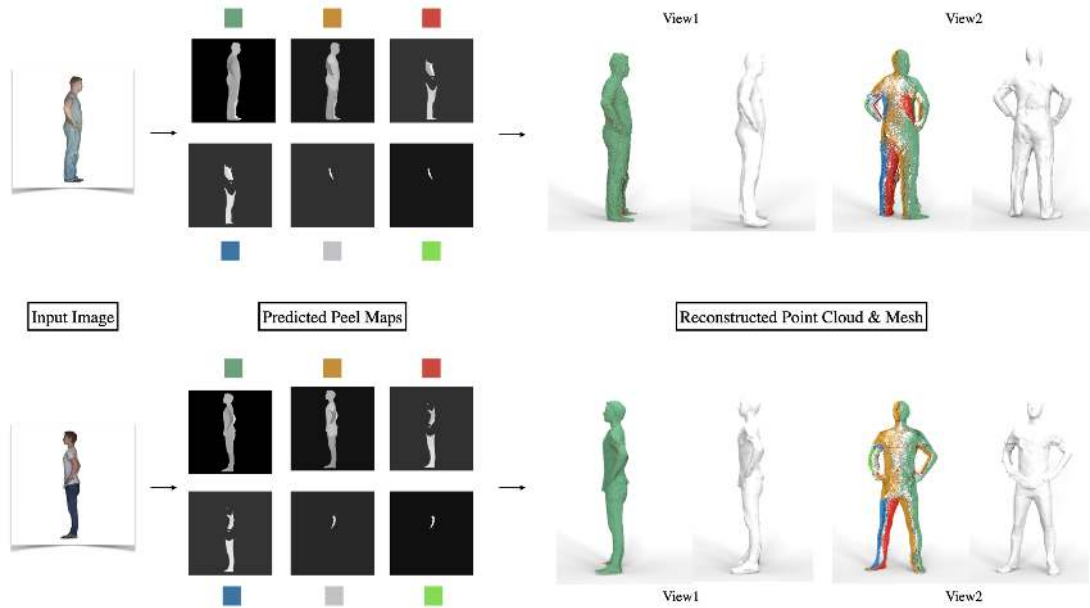 View1
View2
Input Image
Predicted Peel Maps
Reconstructed Point Cloud & Mesh
View1
View2